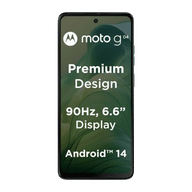 moto g04
Premium
Design
90Hz, 6.6”
Display
Android™ 14